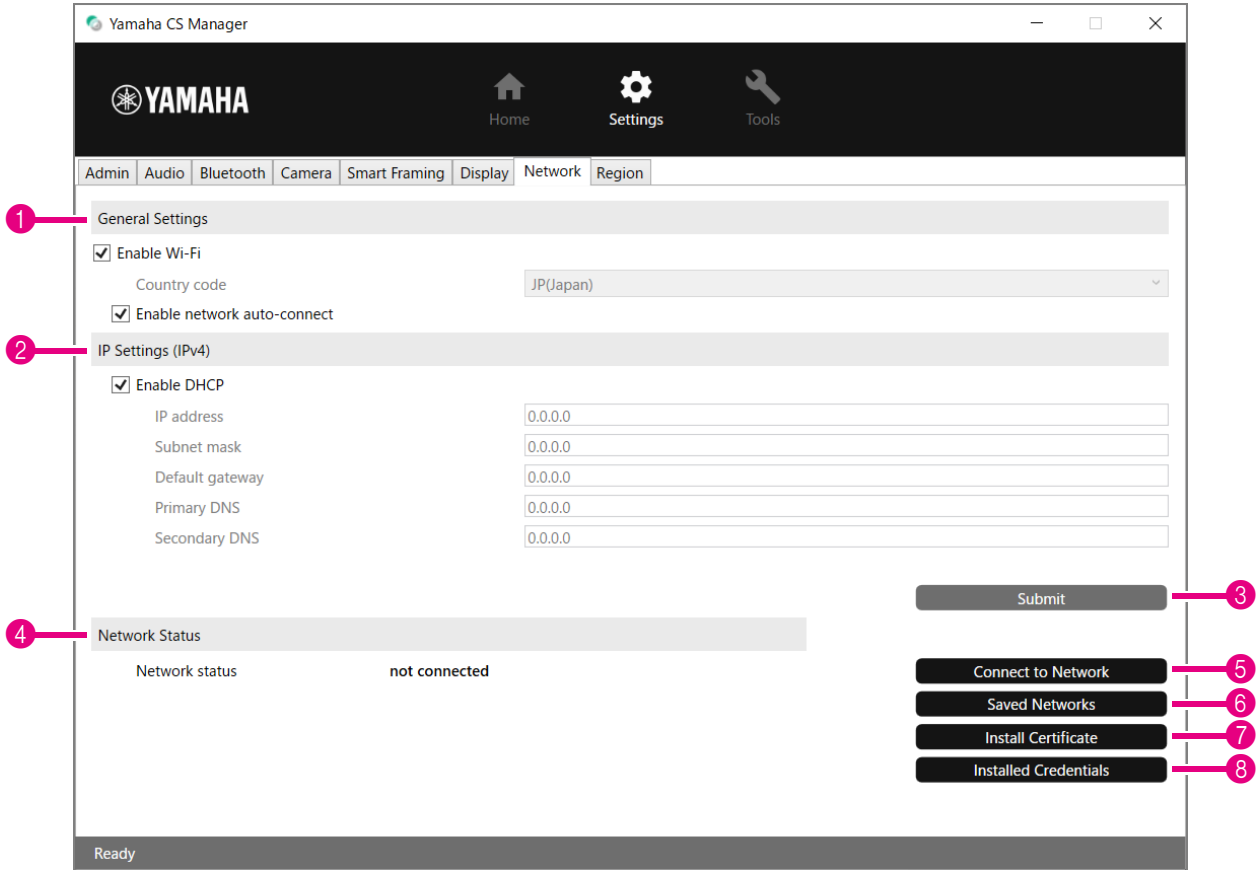 Yamaha CS Manager
YAMAHA
Home Settings Tools
Admin Audio Bluetooth Camera Smart Framing Display Network Region
1 General Settings
Enable Wi-Fi
Country code JP(Japan)
Enable network auto-connect
2 IP Settings (IPv4)
Enable DHCP
IP address 0.0.0.0
Subnet mask 0.0.0.0
Default gateway 0.0.0.0
Primary DNS 0.0.0.0
Secondary DNS 0.0.0.0
Submit 3
4 Network Status
Network status not connected
Connect to Network 5
Saved Networks 6
Install Certificate 7
Installed Credentials 8
Ready